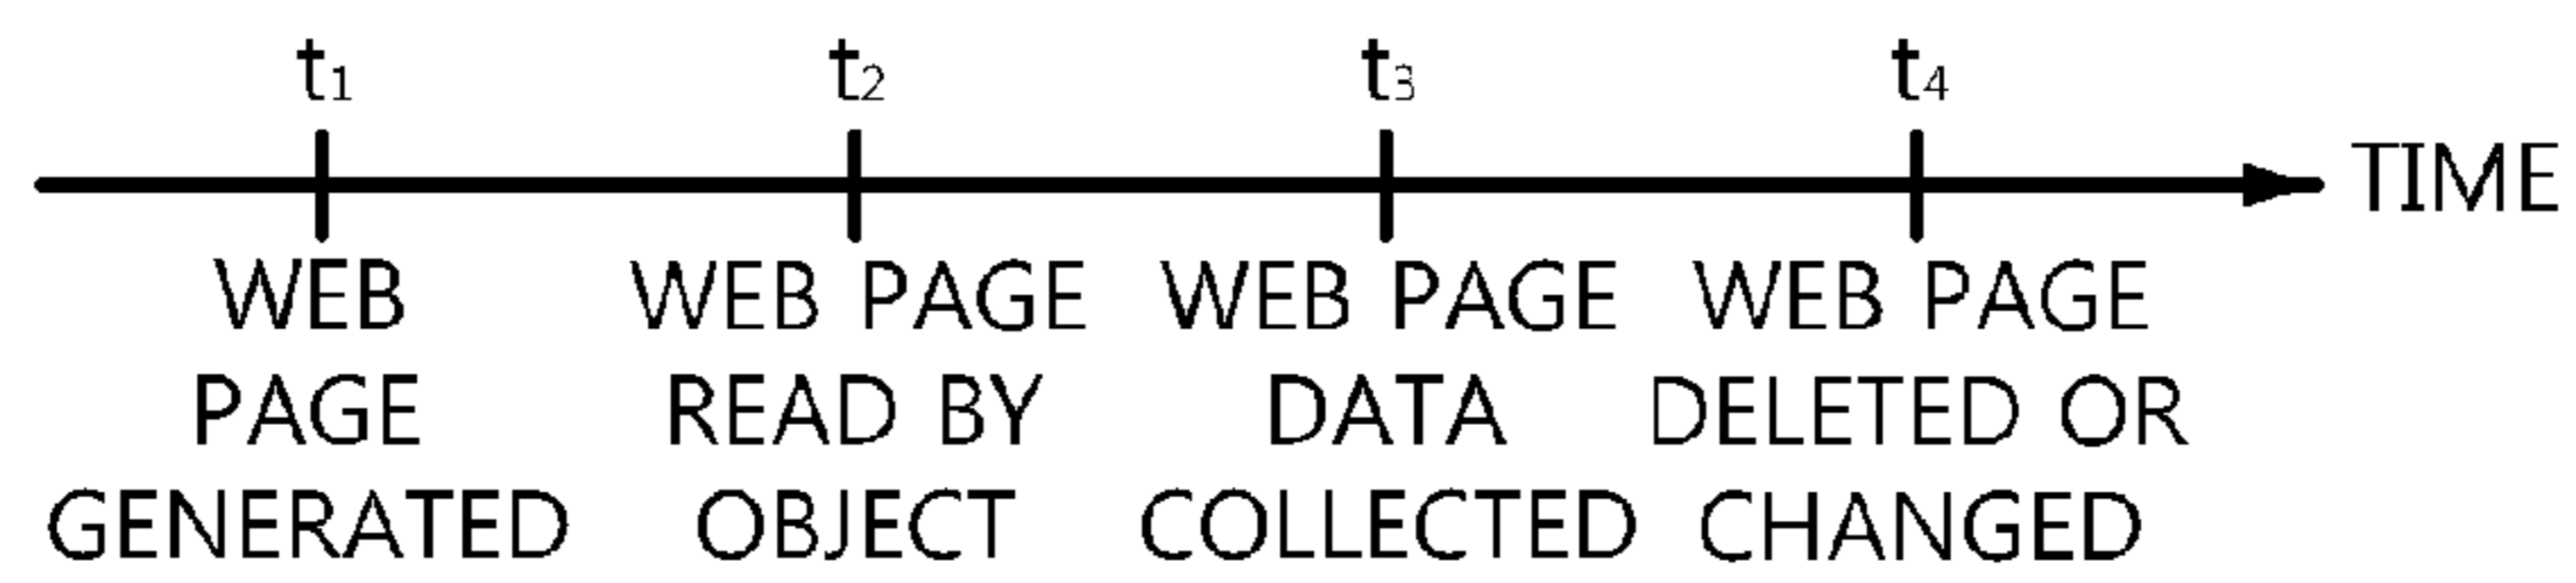 t1 t2 t3 t4
TIME
WEB WEB PAGE WEB PAGE WEB PAGE
PAGE READ BY DATA DELETED OR
GENERATED OBJECT COLLECTED CHANGED